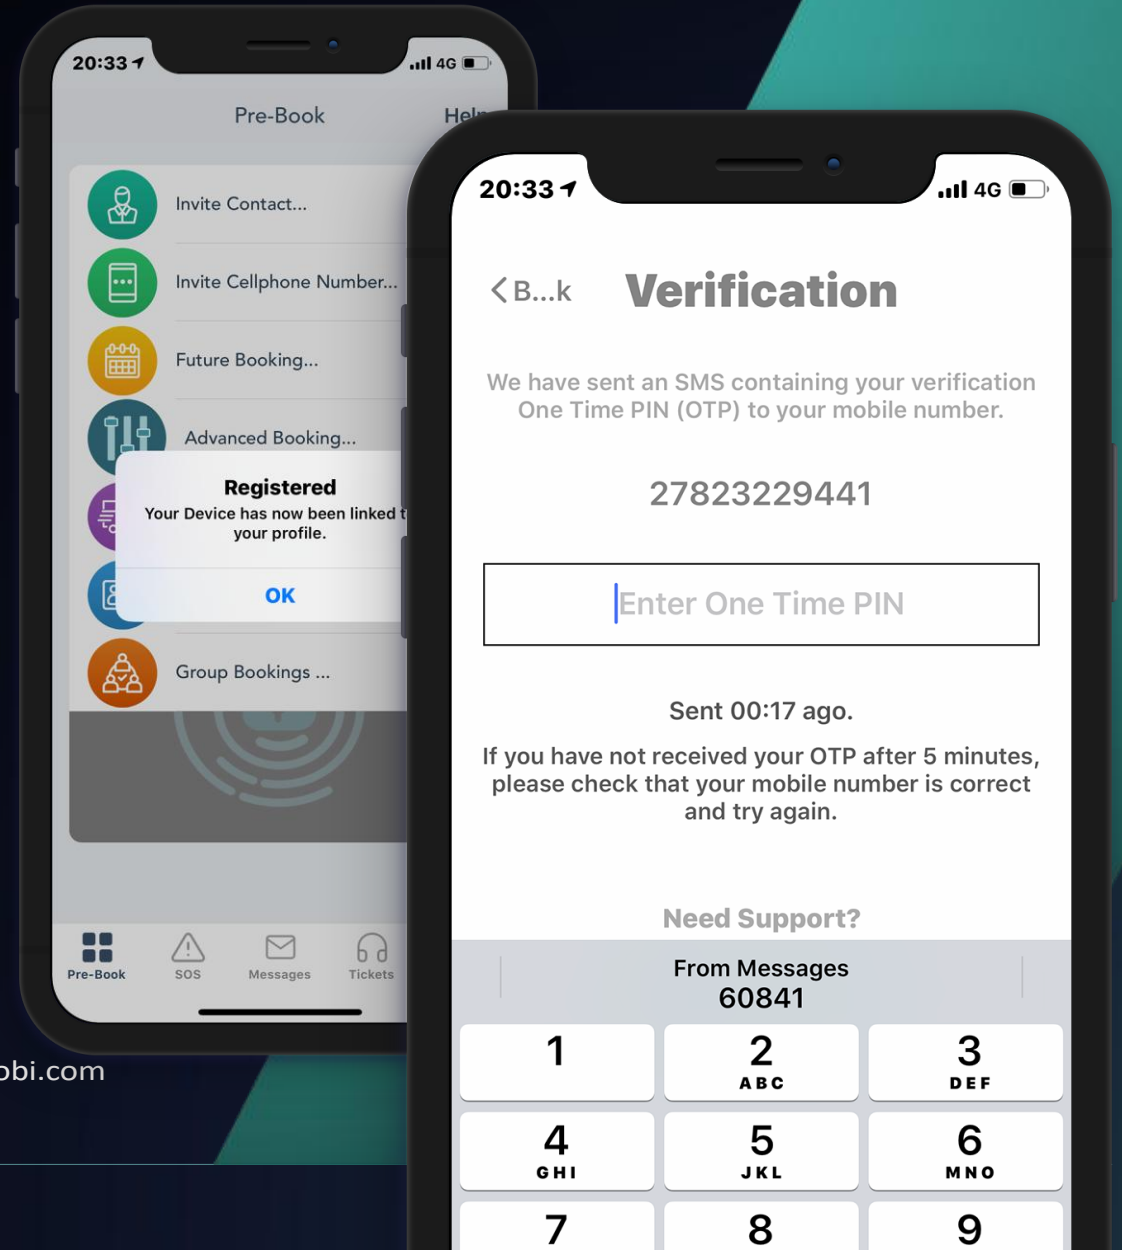 20:33
4G
Pre-Book
Invite Contact...
Invite Cellphone Number...
Future Booking...
Advanced Booking...
Registered
Your Device has now been linked
your profile.
OK
Group Bookings ...
Pre-Book
SOS
Messages
Tickets
obi.com
20:33
4G
B...k
Verification
We have sent an SMS containing your verification
One Time PIN (OTP) to your mobile number.
27823229441
Enter One Time PIN
Sent 00:17 ago.
If you have not received your OTP after 5 minutes,
please check that your mobile number is correct
and try again.
Need Support?
From Messages
60841
1
2
ABC
3
DEF
4
GHI
5
JKL
6
MNO
7
8
9